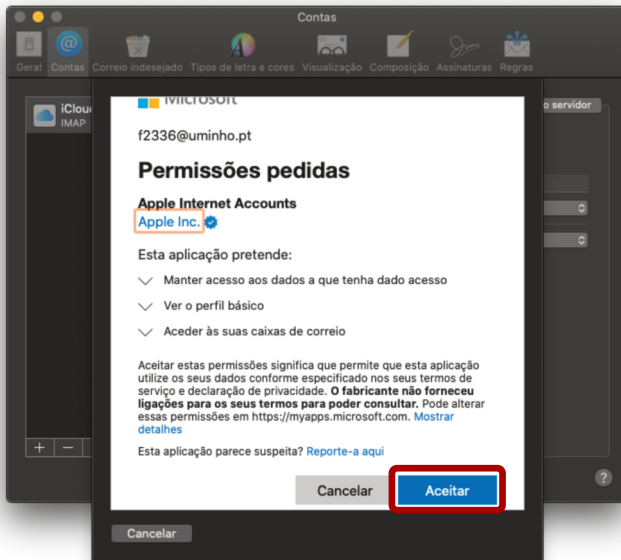 Contas
Geral Contas Correio indesejado Tipos de letra e cores Visualização Composição Assinaturas Regras
iCloud
IMAP
o servidor
Microsoft
f2336@uminho.pt
Permissões pedidas
Apple Internet Accounts
Apple Inc.
Esta aplicação pretende:
Manter acesso aos dados a que tenha dado acesso
Ver o perfil básico
Aceder às suas caixas de correio
Aceitar estas permissões significa que permite que esta aplicação
utilize os seus dados conforme especificado nos seus termos de
serviço e declaração de privacidade. O fabricante não forneceu
ligações para os seus termos para poder consultar. Pode alterar
essas permissões em https://myapps.microsoft.com. Mostrar
detalhes
Esta aplicação parece suspeita? Reporte-a aqui
Cancelar Aceitar
+ − ?
Cancelar